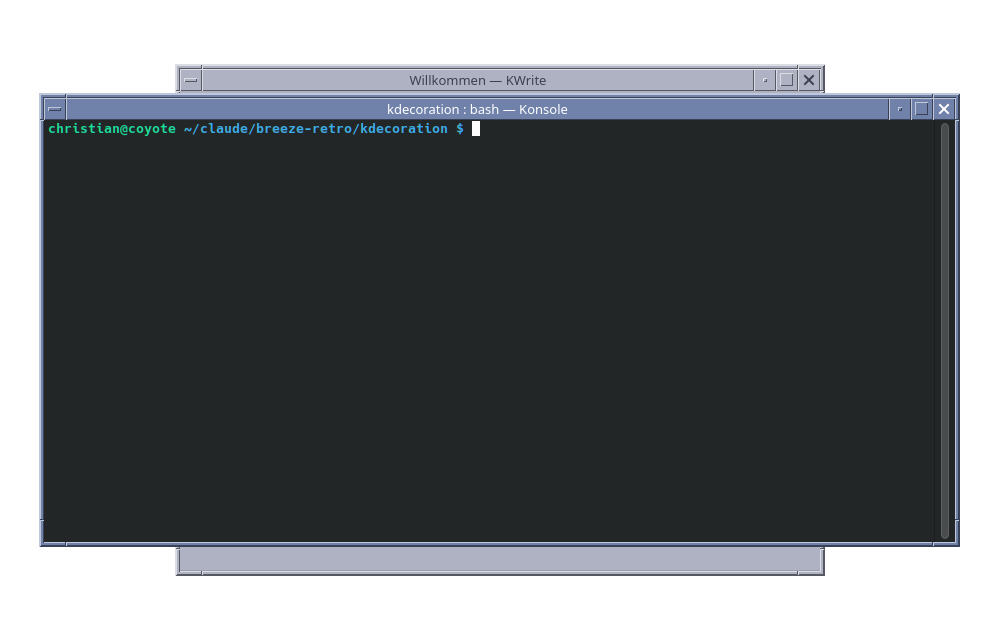 Willkommen — KWrite
kdecoration : bash — Konsole
christian@coyote ~/claude/breeze-retro/kdecoration $